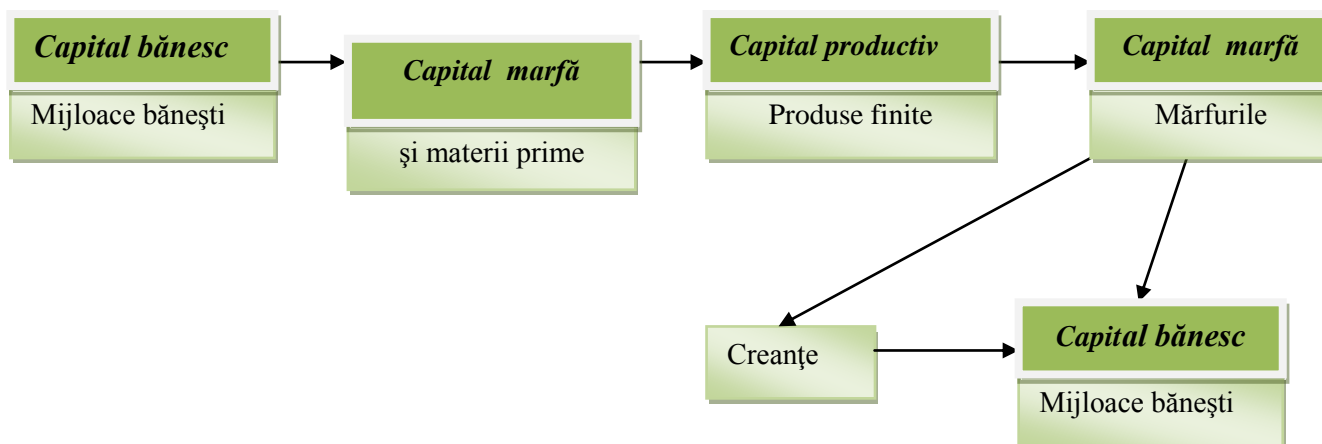 Capital bănesc
Mijloace băneşti
Capital marfă
şi materii prime
Capital productiv
Produse finite
Capital marfă
Mărfurile
Creanţe
Capital bănesc
Mijloace băneşti